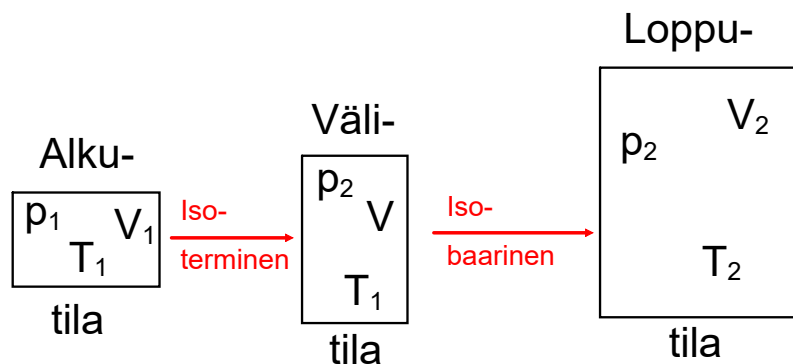 Alku-
p₁ V₁
T₁
tila
Iso-
terminen
Väli-
p₂
V
T₁
tila
Iso-
baarinen
Loppu-
V₂
p₂
T₂
tila